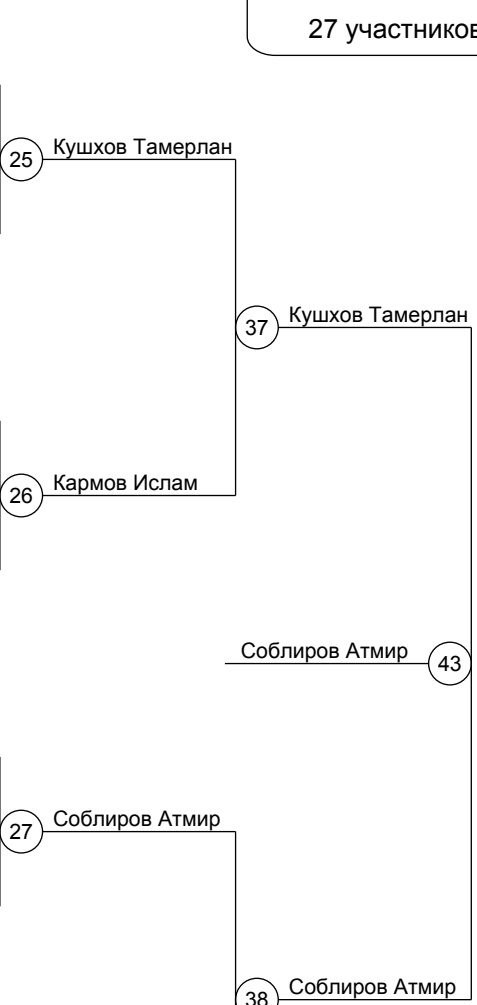 27 участников
Кушхов Тамерлан
25
Кушхов Тамерлан
37
Кармов Ислам
26
Соблиров Атмир
43
Соблиров Атмир
27
Соблиров Атмир
38